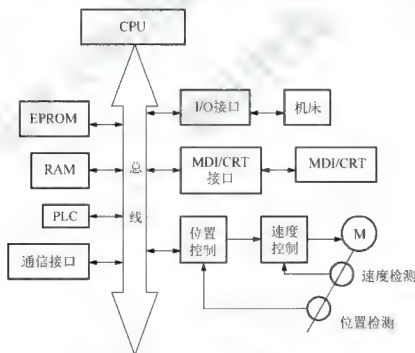 CPU
EPROM
RAM
PLC
通信接口
总
线
I/O接口
机床
MDI/CRT
接口
MDI/CRT
位置
控制
速度
控制
M
速度检测
位置检测